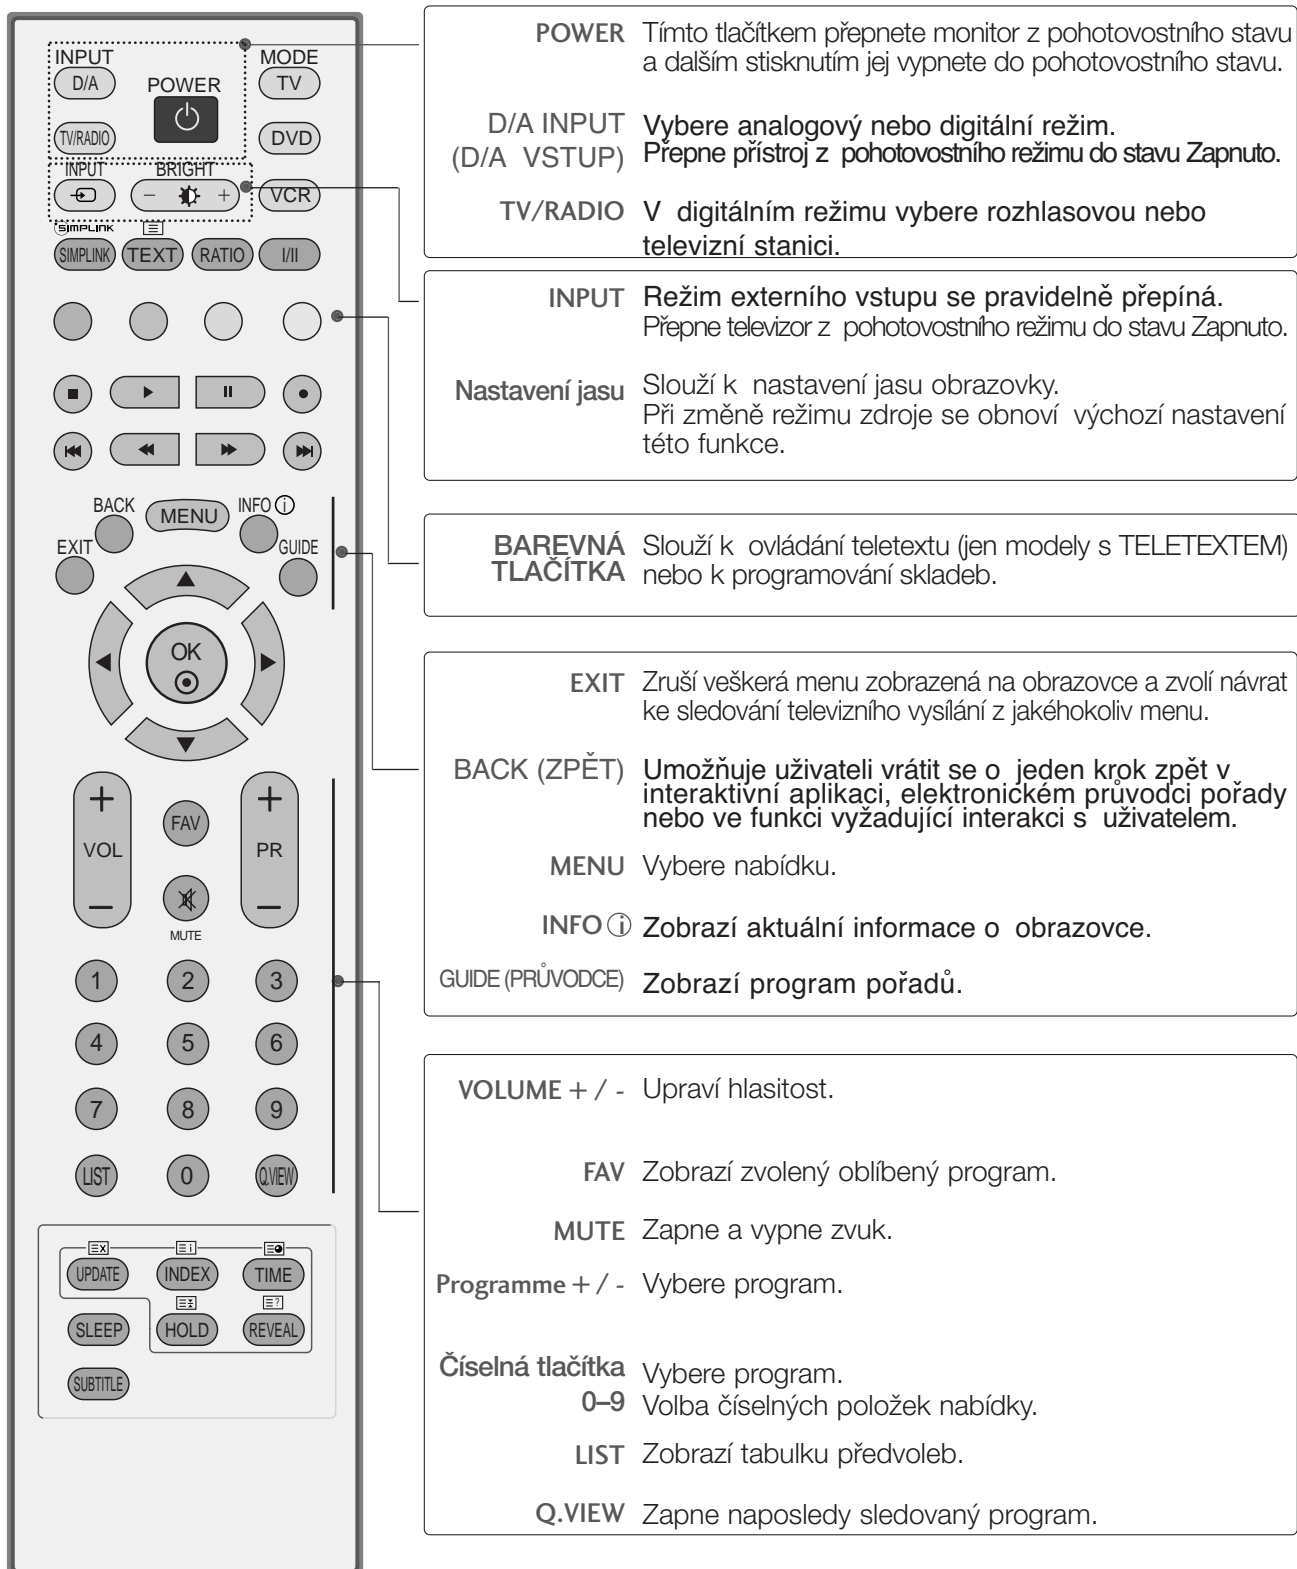 INPUT
MODE
D/A
POWER
TV
TV/RADIO
DVD
INPUT
BRIGHT
− +
VCR
SIMPLINK
SIMPLINK
TEXT
RATIO
I/II
BACK
MENU
INFO i
EXIT
GUIDE
OK
+
+
FAV
VOL
PR
−
−
MUTE
1
2
3
4
5
6
7
8
9
LIST
0
Q.VIEW
UPDATE
INDEX
TIME
SLEEP
HOLD
REVEAL
SUBTITLE
POWER Tímto tlačítkem přepnete monitor z pohotovostního stavu
a dalším stisknutím jej vypnete do pohotovostního stavu.
D/A INPUT Vybere analogový nebo digitální režim.
(D/A VSTUP) Přepne přístroj z pohotovostního režimu do stavu Zapnuto.
TV/RADIO V digitálním režimu vybere rozhlasovou nebo
televizní stanici.
INPUT Režim externího vstupu se pravidelně přepíná.
Přepne televizor z pohotovostního režimu do stavu Zapnuto.
Nastavení jasu Slouží k nastavení jasu obrazovky.
Při změně režimu zdroje se obnoví výchozí nastavení
této funkce.
BAREVNÁ Slouží k ovládání teletextu (jen modely s TELETEXTEM)
TLAČÍTKA nebo k programování skladeb.
EXIT Zruší veškerá menu zobrazená na obrazovce a zvolí návrat
ke sledování televizního vysílání z jakéhokoliv menu.
BACK (ZPĚT) Umožňuje uživateli vrátit se o jeden krok zpět v
interaktivní aplikaci, elektronickém průvodci pořady
nebo ve funkci vyžadující interakci s uživatelem.
MENU Vybere nabídku.
INFO i Zobrazí aktuální informace o obrazovce.
GUIDE (PRŮVODCE) Zobrazí program pořadů.
VOLUME + / - Upraví hlasitost.
FAV Zobrazí zvolený oblíbený program.
MUTE Zapne a vypne zvuk.
Programme + / - Vybere program.
Číselná tlačítka Vybere program.
0–9 Volba číselných položek nabídky.
LIST Zobrazí tabulku předvoleb.
Q.VIEW Zapne naposledy sledovaný program.